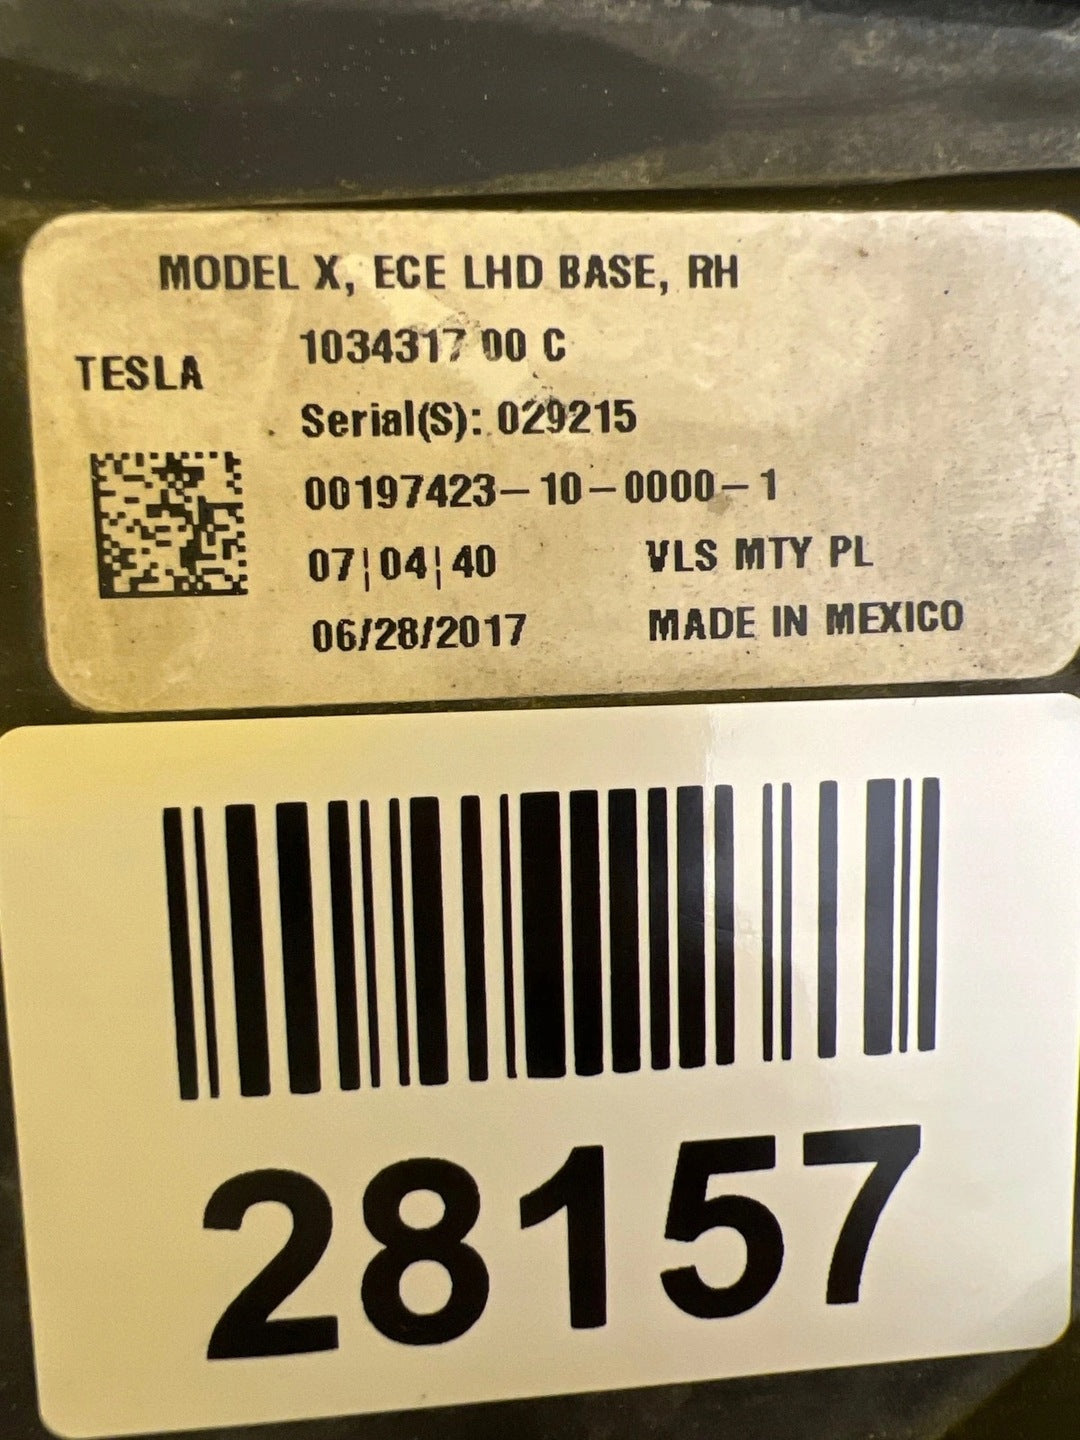 MODEL X, ECE LHD BASE, RH
1034317 00 C
TESLA
Serial(S): 029215
00197423-10-0000-1
07|04|40 VLS MTY PL
06/28/2017 MADE IN MEXICO
28157